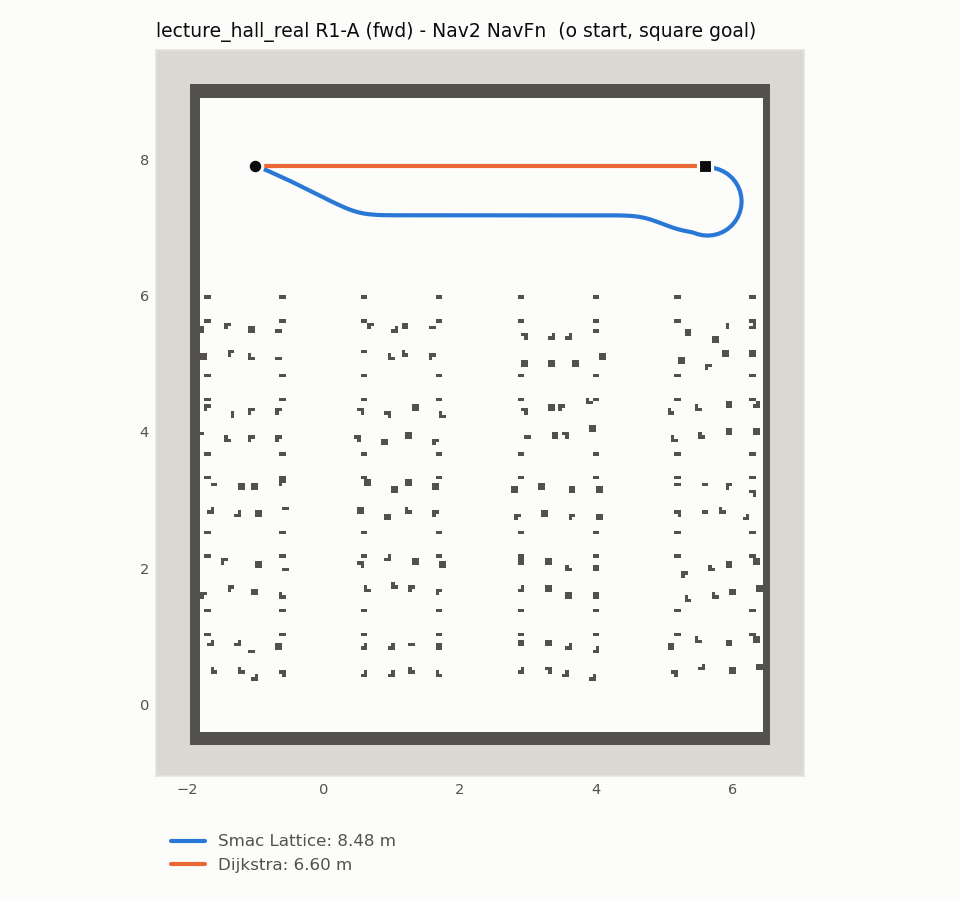 lecture_hall_real R1-A (fwd) - Nav2 NavFn  (o start, square goal)
8
6
4
2
0
−2 0 2 4 6
Smac Lattice: 8.48 m
Dijkstra: 6.60 m